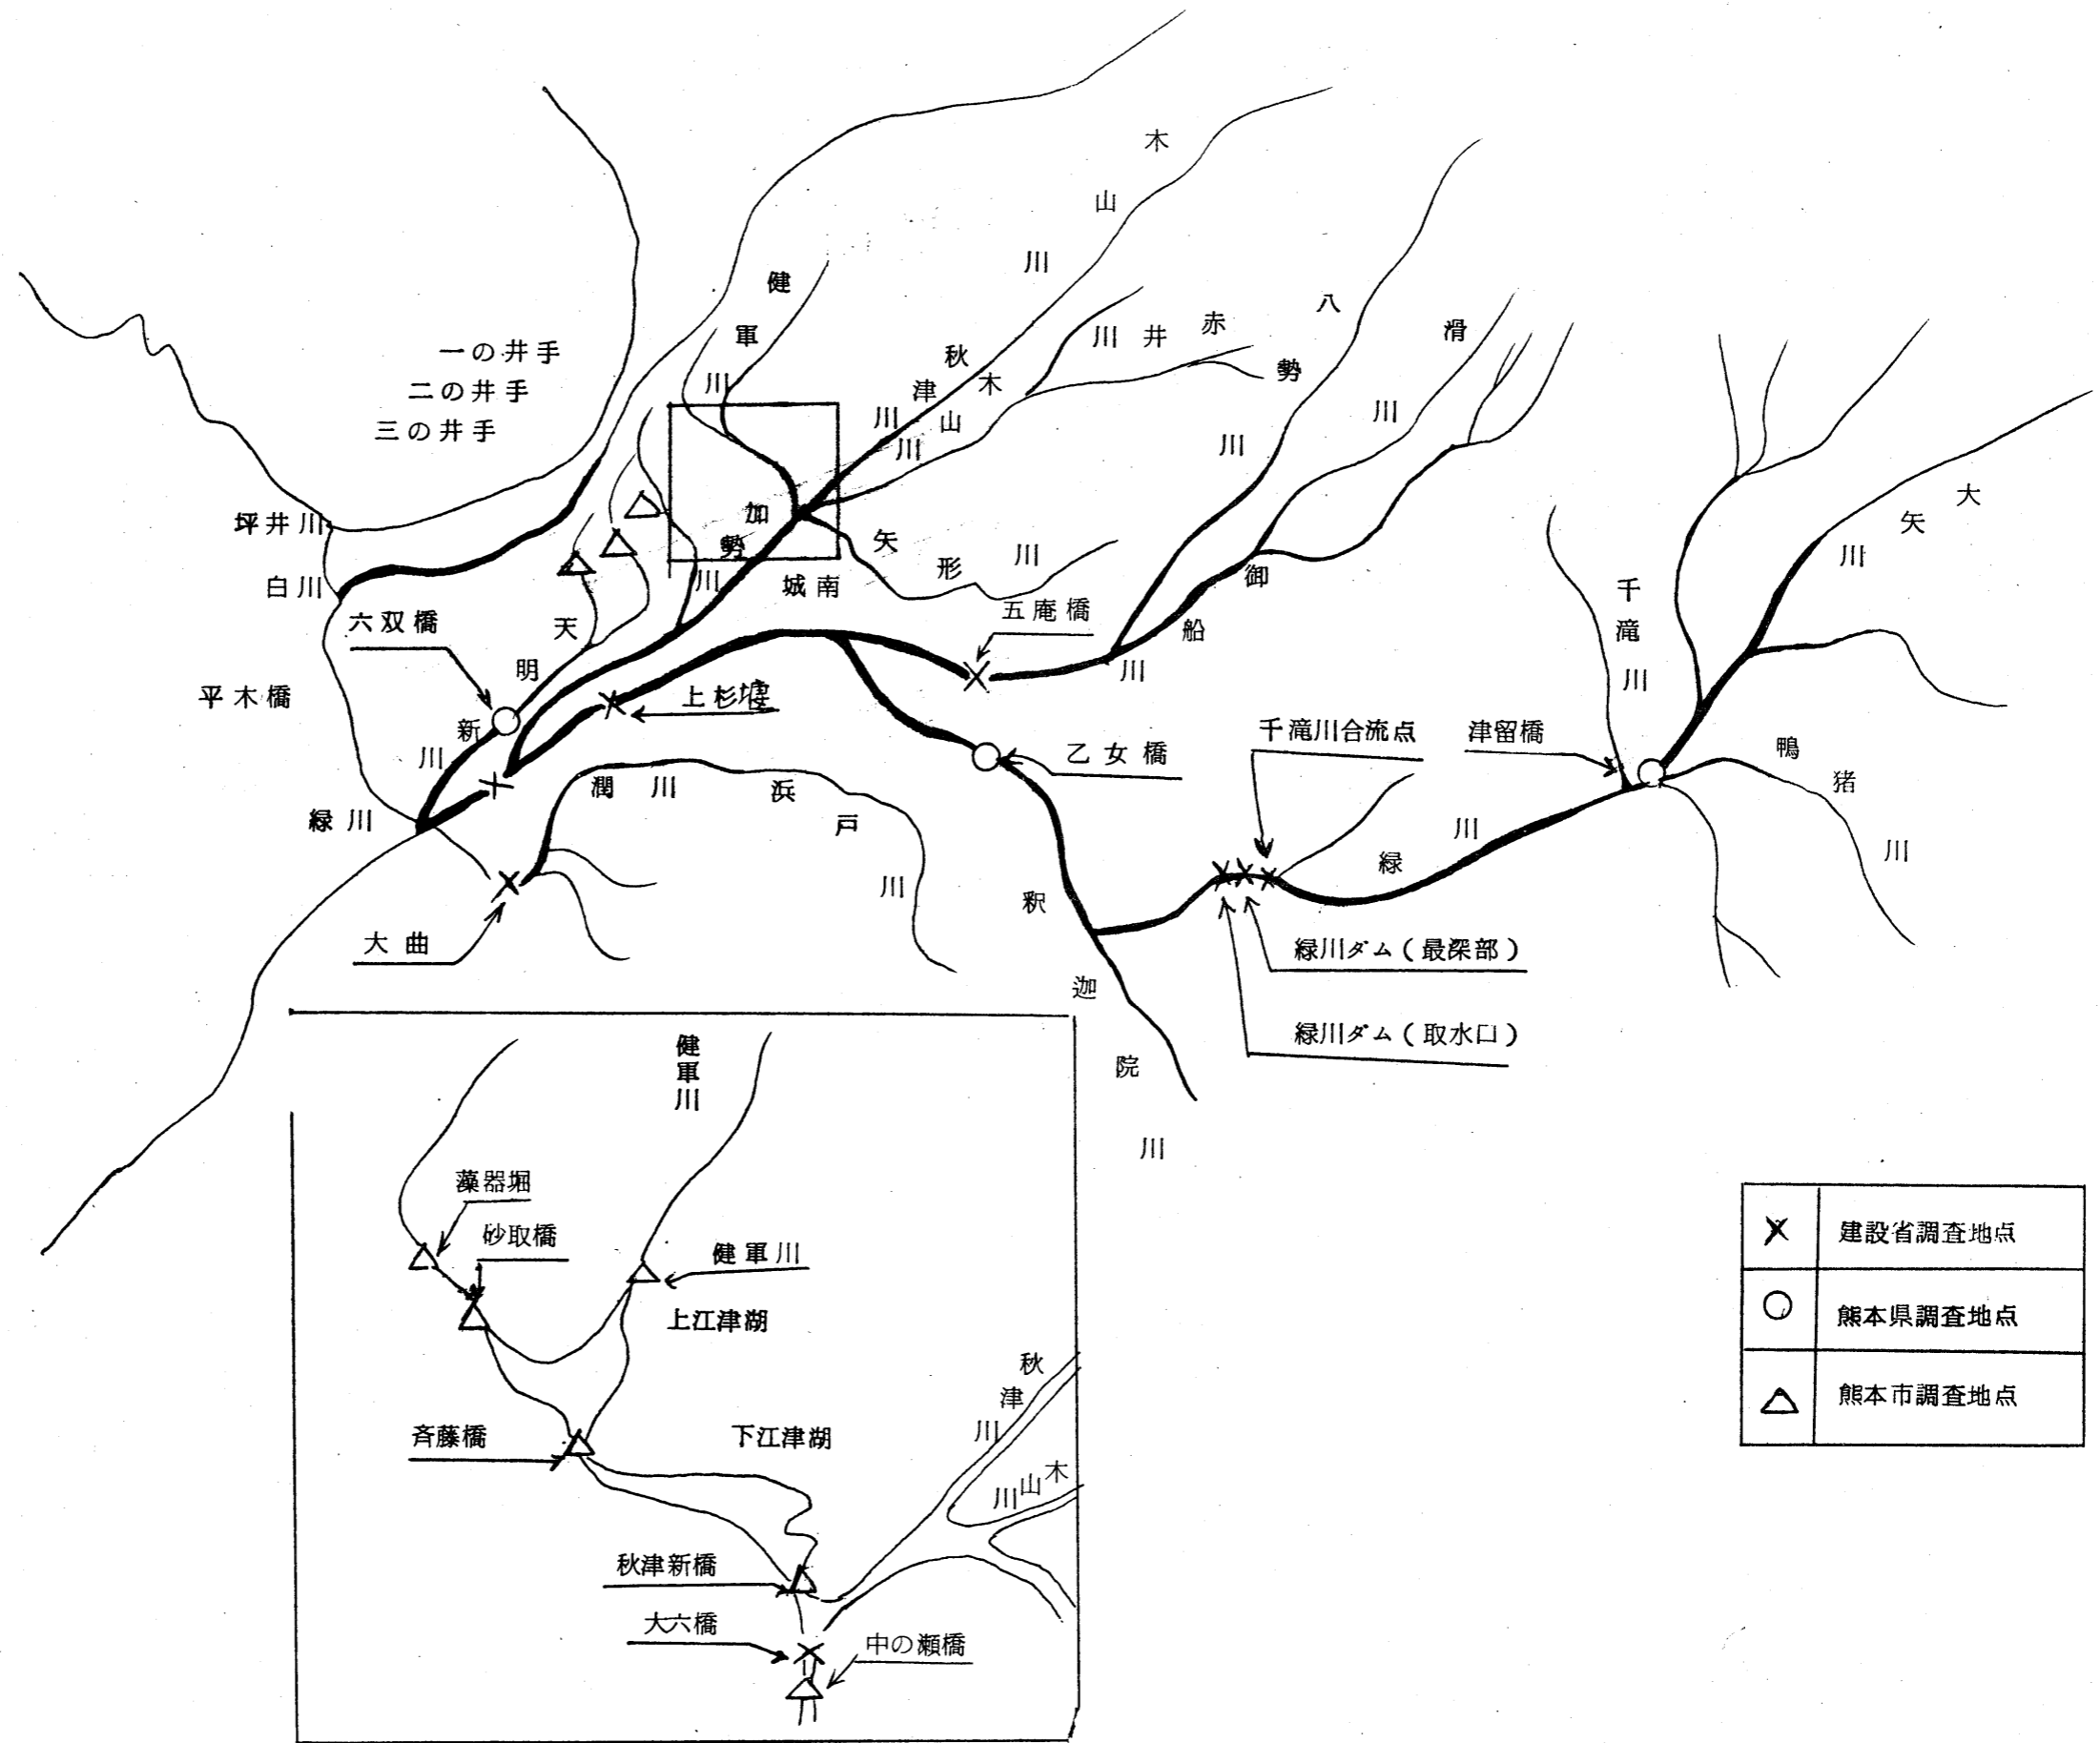 木山川
健軍川
赤井川
八勢川
滑川
一の井手
二の井手
三の井手
秋津川
木山川
坪井川
白川
加勢川
矢形川
城南
御船川
大矢川
千滝川
六双橋
天明新川
五庵橋
平木橋
上杉堰
乙女橋
千滝川合流点
津留橋
鴨猪川
緑川
潤川
浜戸川
緑川
大曲
釈迦院川
緑川ダム(最深部)
緑川ダム(取水口)
健軍川
藻器堀
砂取橋
健軍川
上江津湖
秋津川
斉藤橋
下江津湖
木山川
秋津新橋
大六橋
中の瀬橋
建設省調査地点
熊本県調査地点
熊本市調査地点